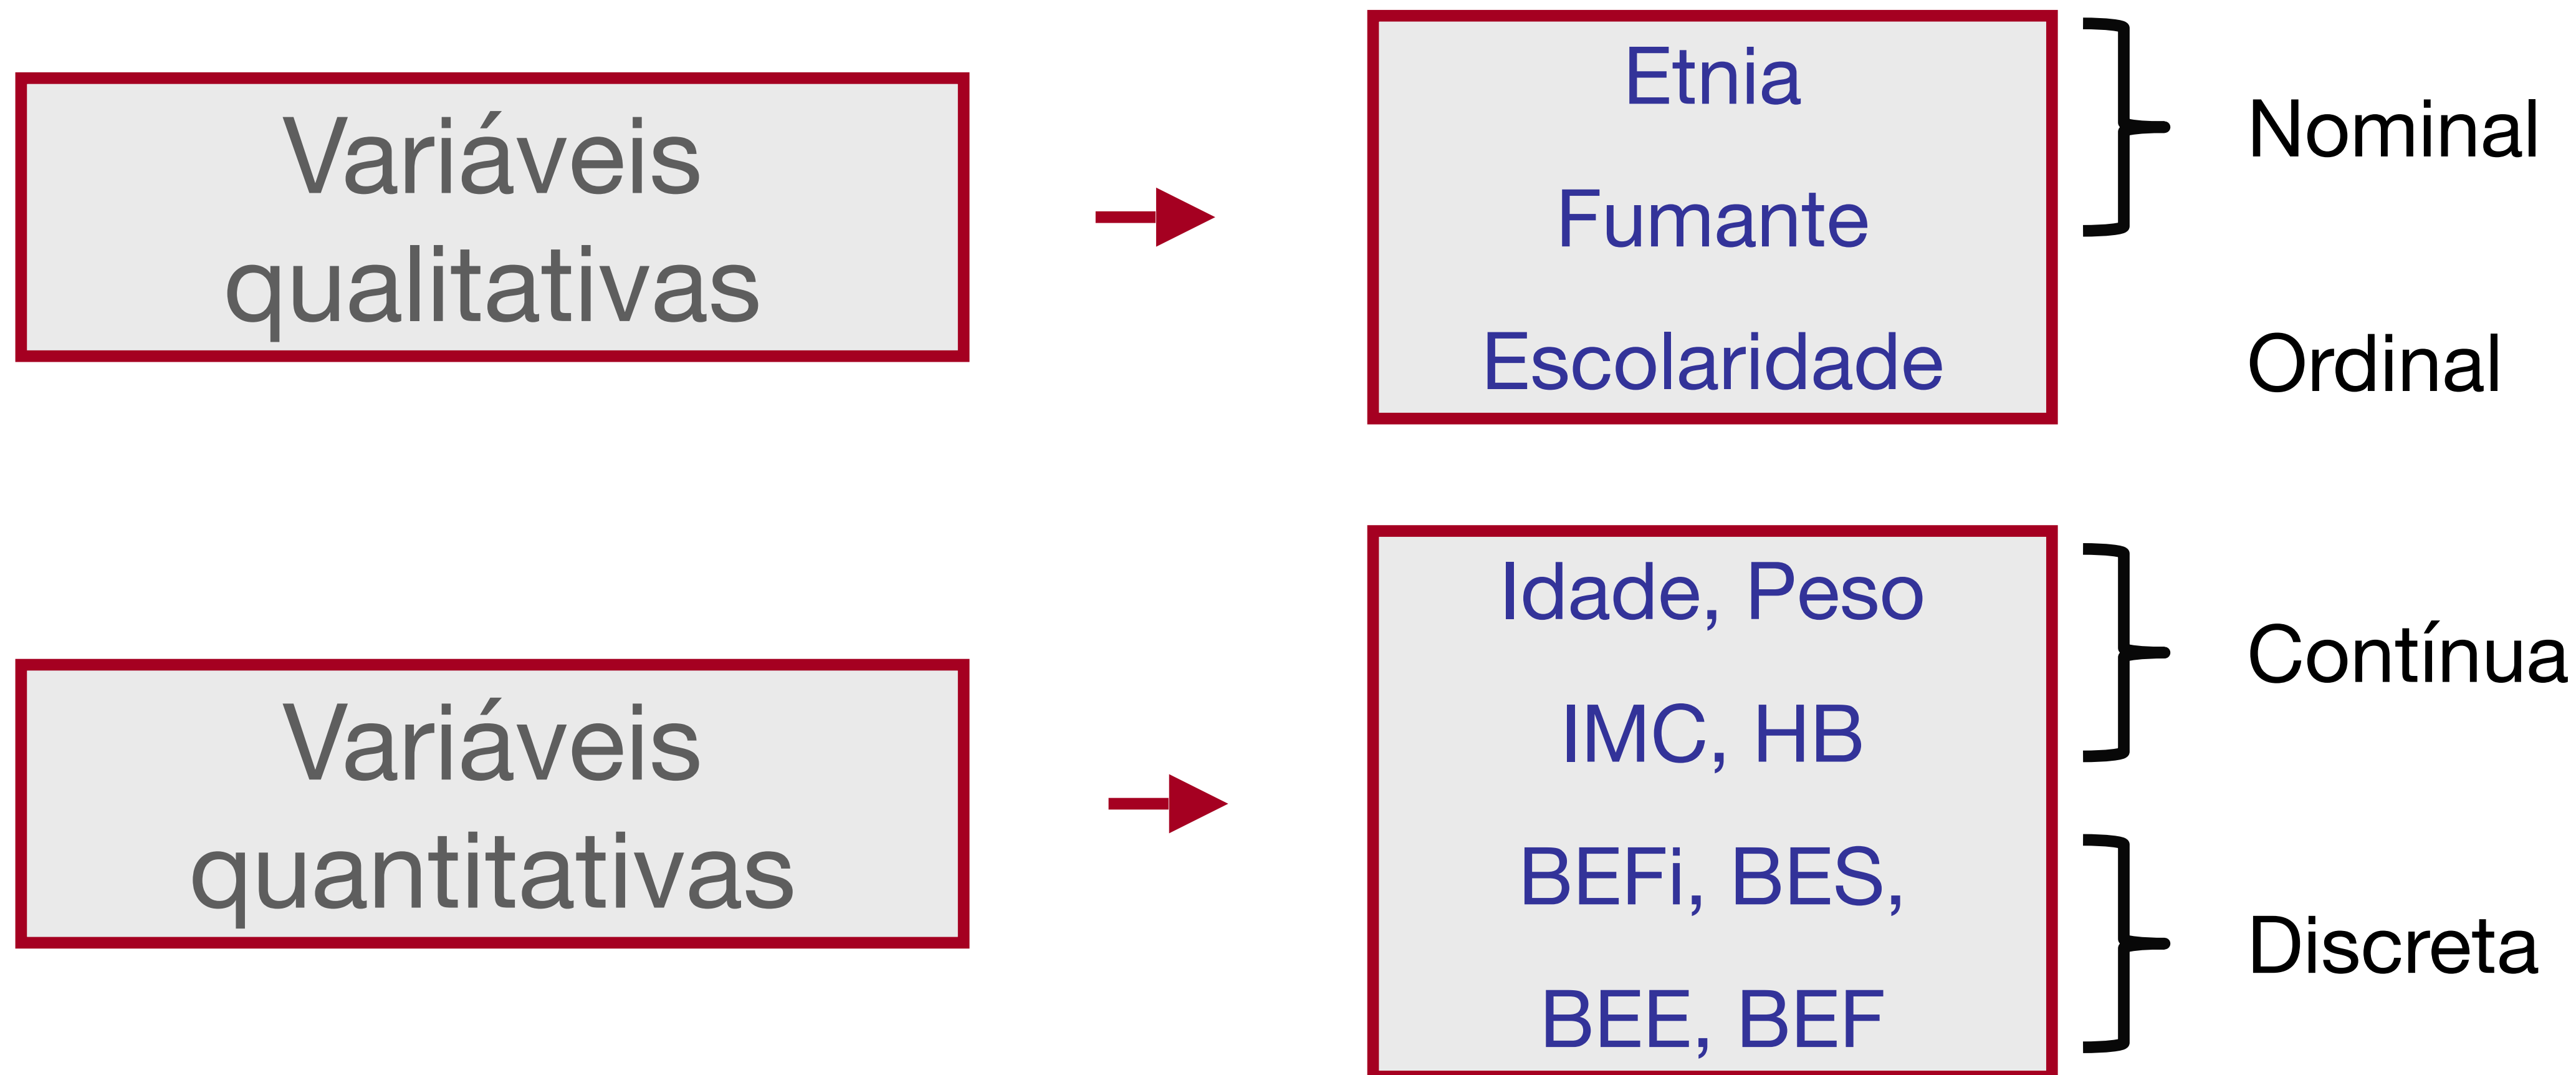 Variáveis
qualitativas
Etnia
Fumante
Escolaridade
Nominal
Ordinal
Variáveis
quantitativas
Idade, Peso
IMC, HB
BEFi, BES,
BEE, BEF
Contínua
Discreta